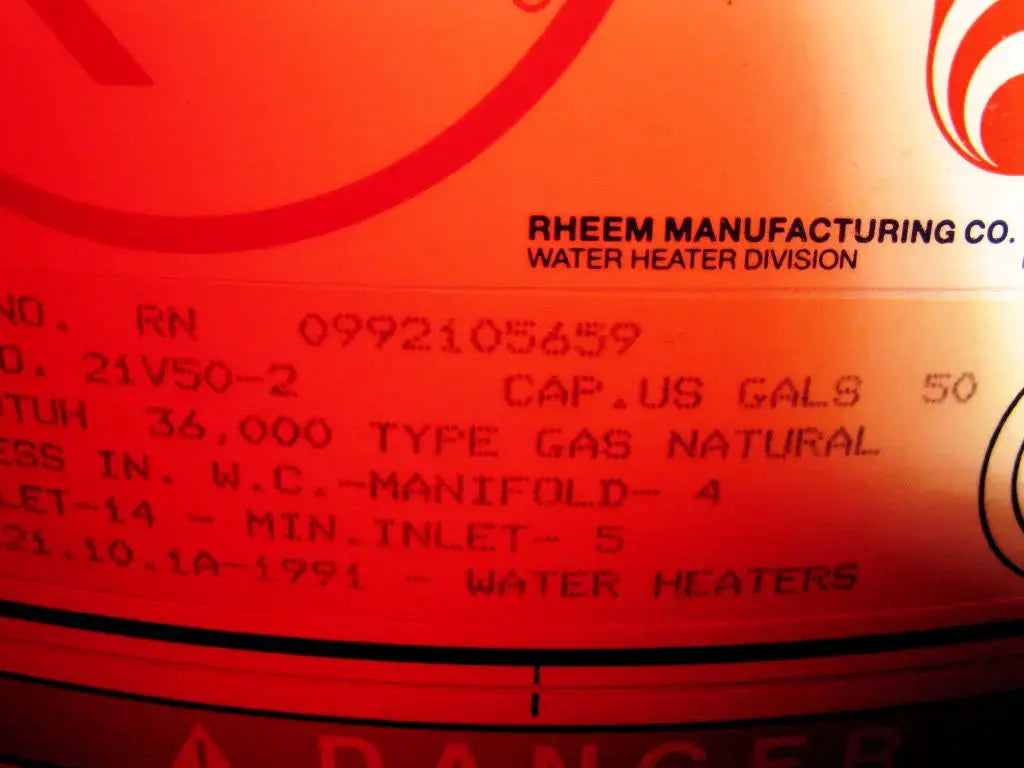 RHEEM MANUFACTURING CO.
WATER HEATER DIVISION
NO. RN 0992105659
O. 21V50-2 CAP.US GALS 50
TUH 36,000 TYPE GAS NATURAL
ESS IN. W.C.-MANIFOLD- 4
LET-14 - MIN.INLET- 5
21.10.1A-1991 - WATER HEATERS
DANGER